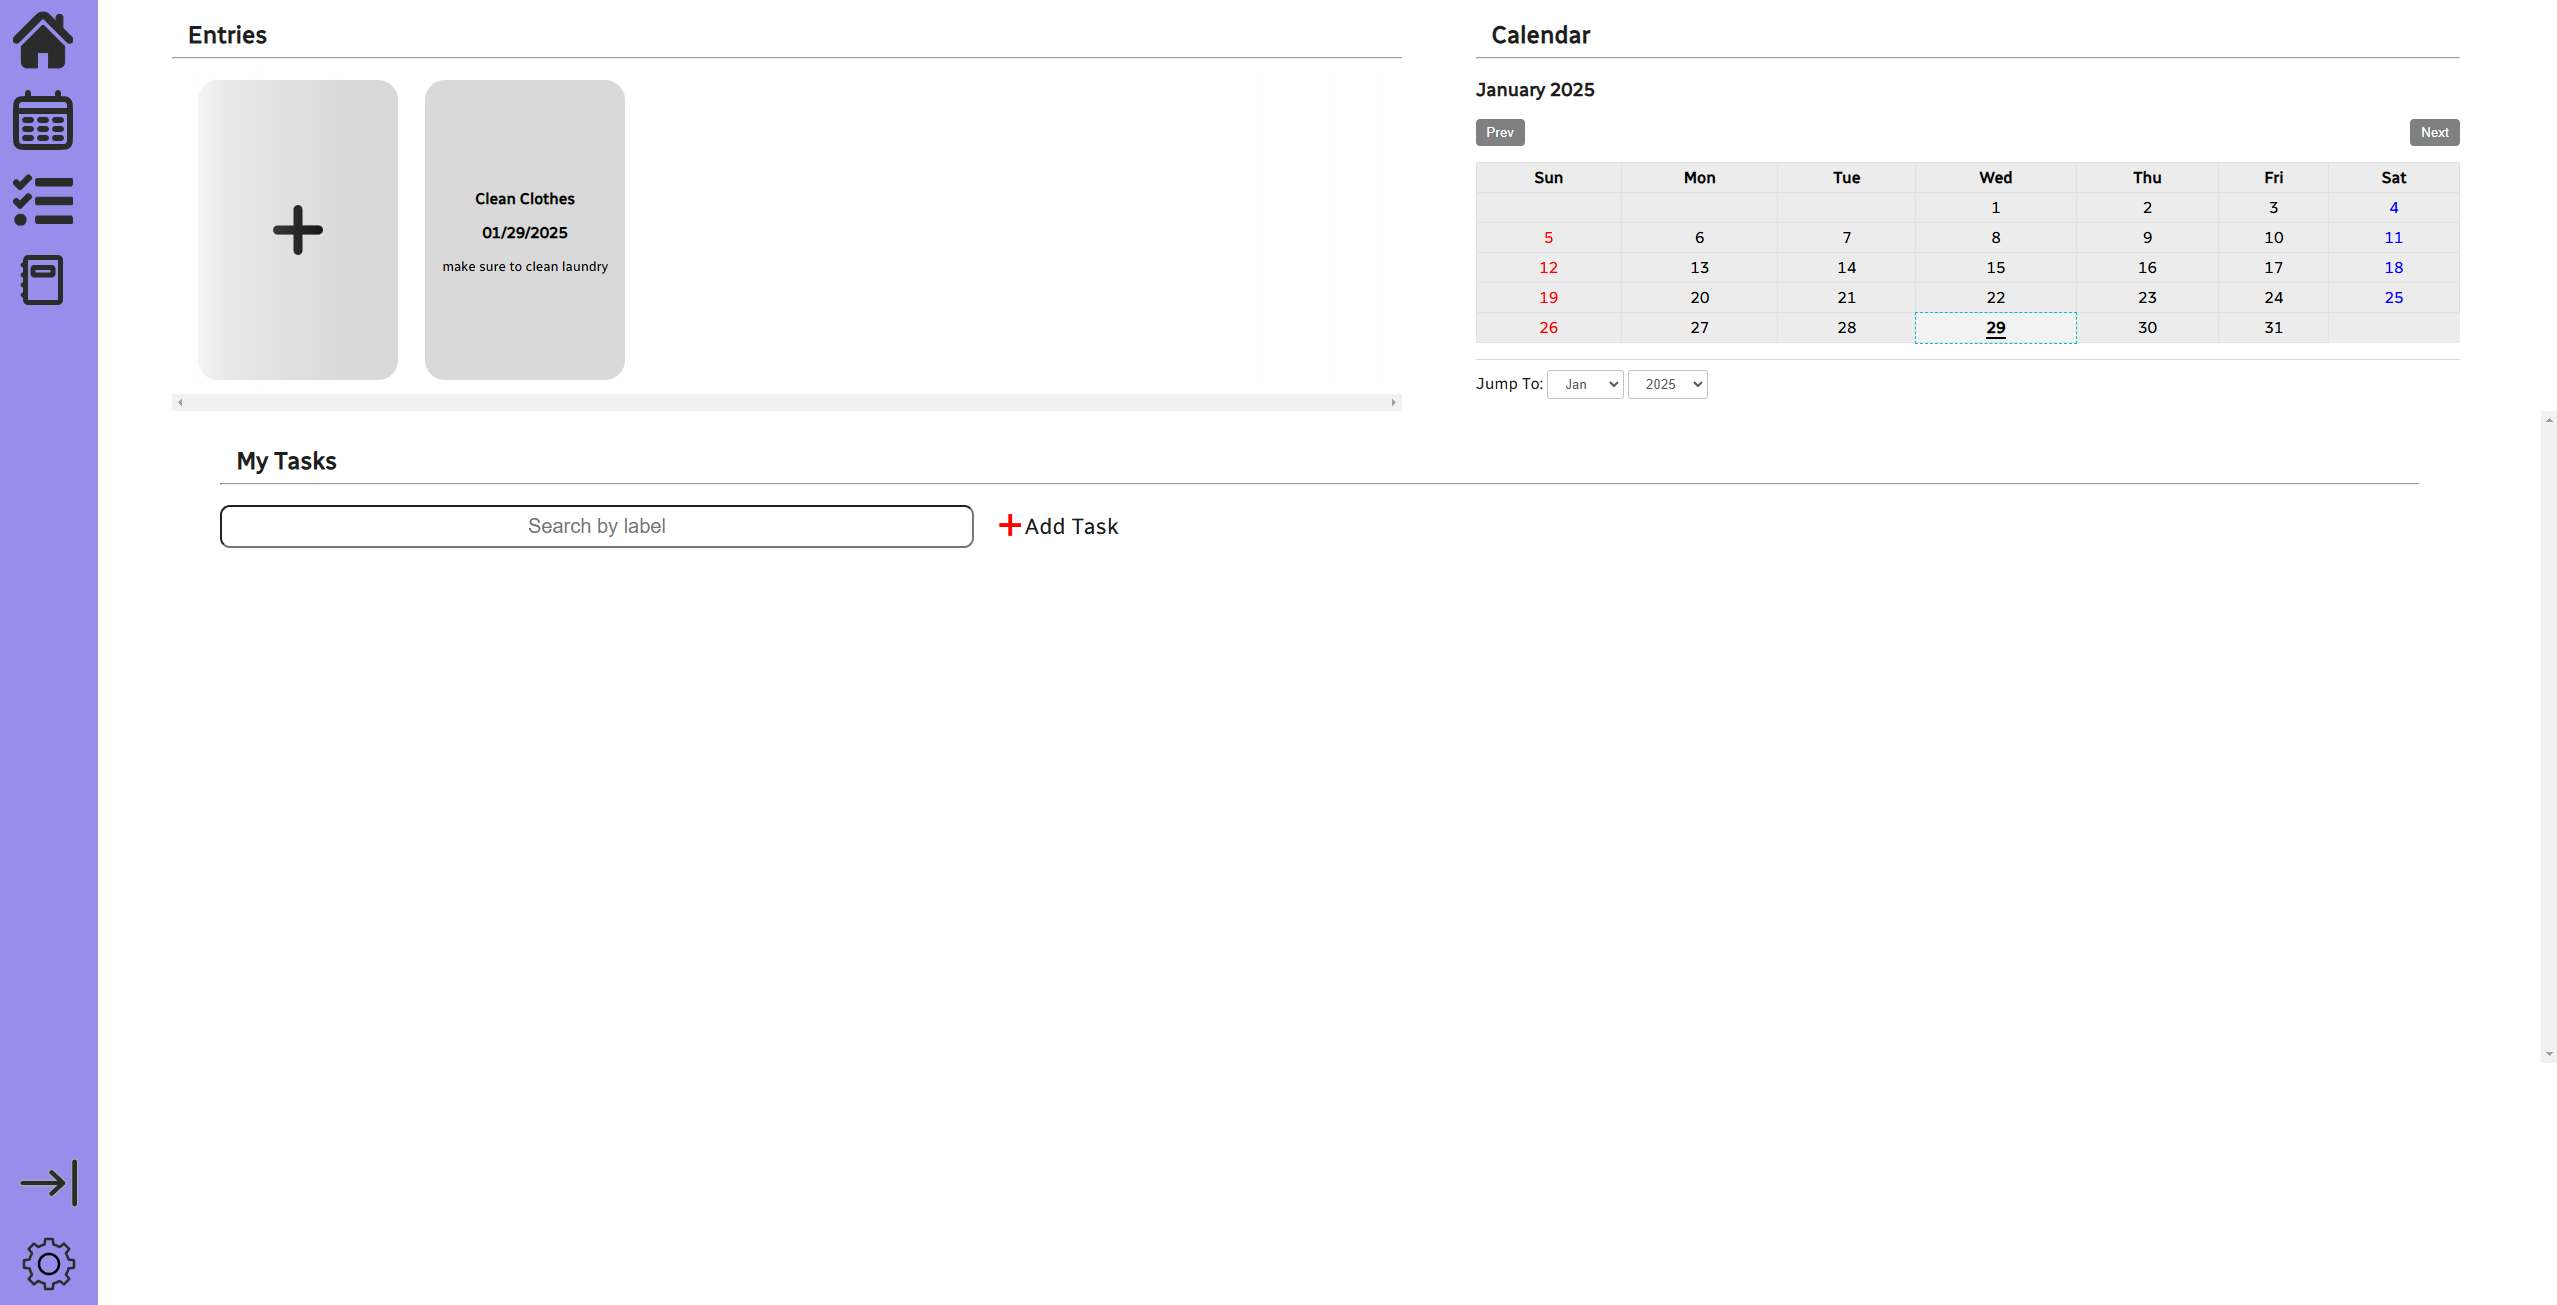 Entries
Clean Clothes
01/29/2025
make sure to clean laundry
Calendar
January 2025
Prev Next
Sun Mon Tue Wed Thu Fri Sat
1 2 3 4
5 6 7 8 9 10 11
12 13 14 15 16 17 18
19 20 21 22 23 24 25
26 27 28 29 30 31
Jump To: Jan 2025
My Tasks
Search by label
Add Task